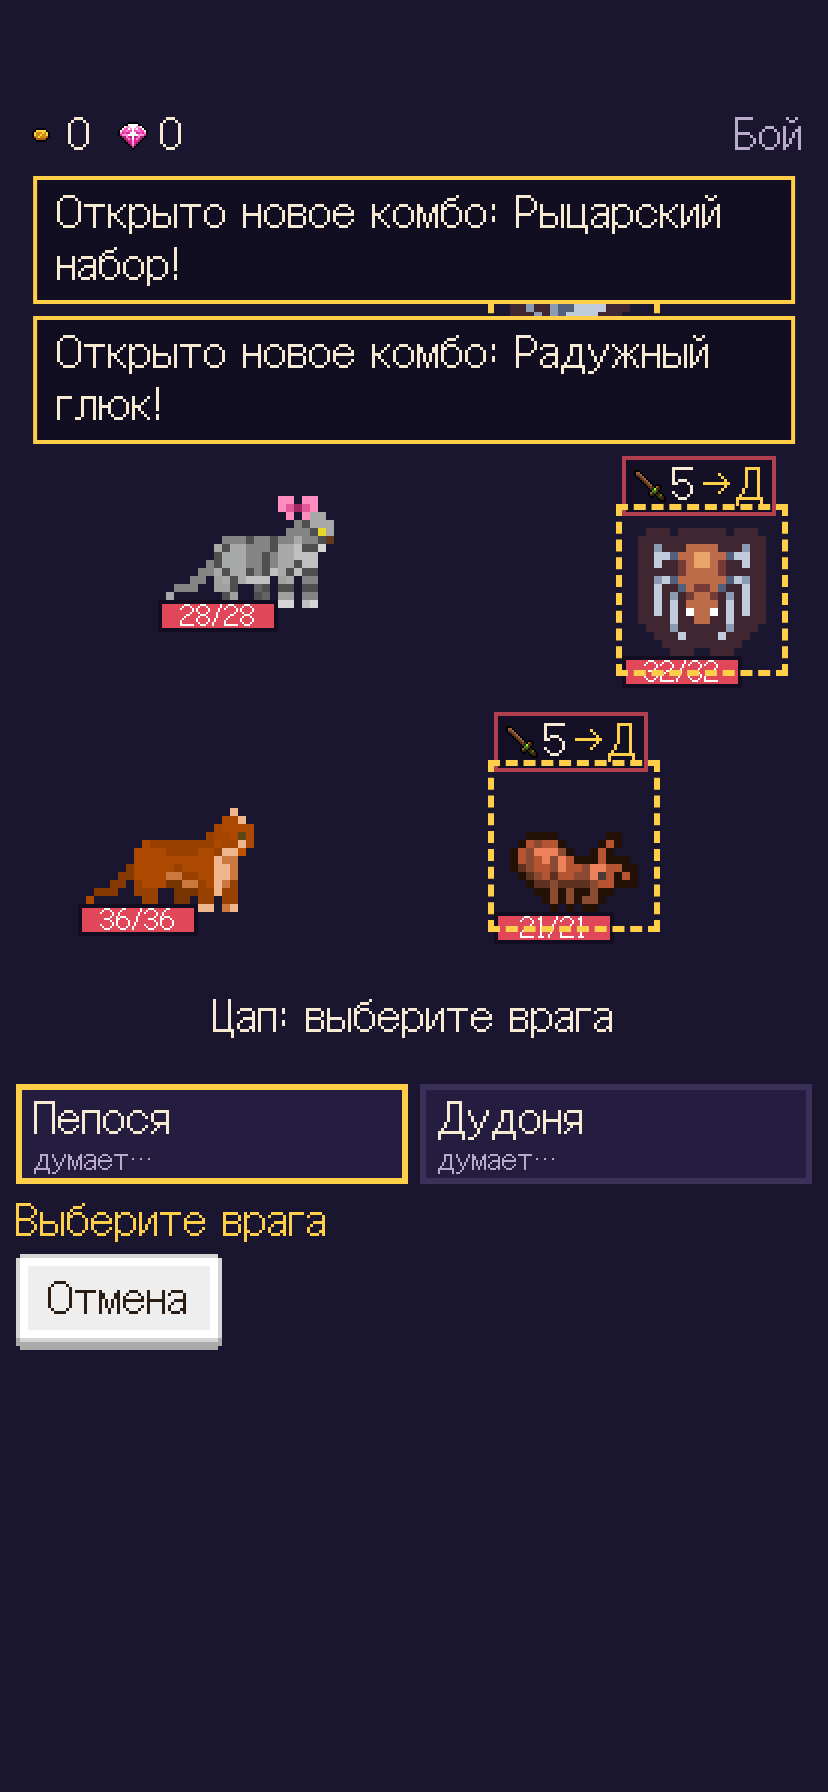 0 0 Бой
Открыто новое комбо: Рыцарский
набор!
Открыто новое комбо: Радужный
глюк!
5→Д
28/28
32/32
5→Д
36/36
21/21
Цап: выберите врага
Пепося
думает...
Дудоня
думает...
Выберите врага
Отмена